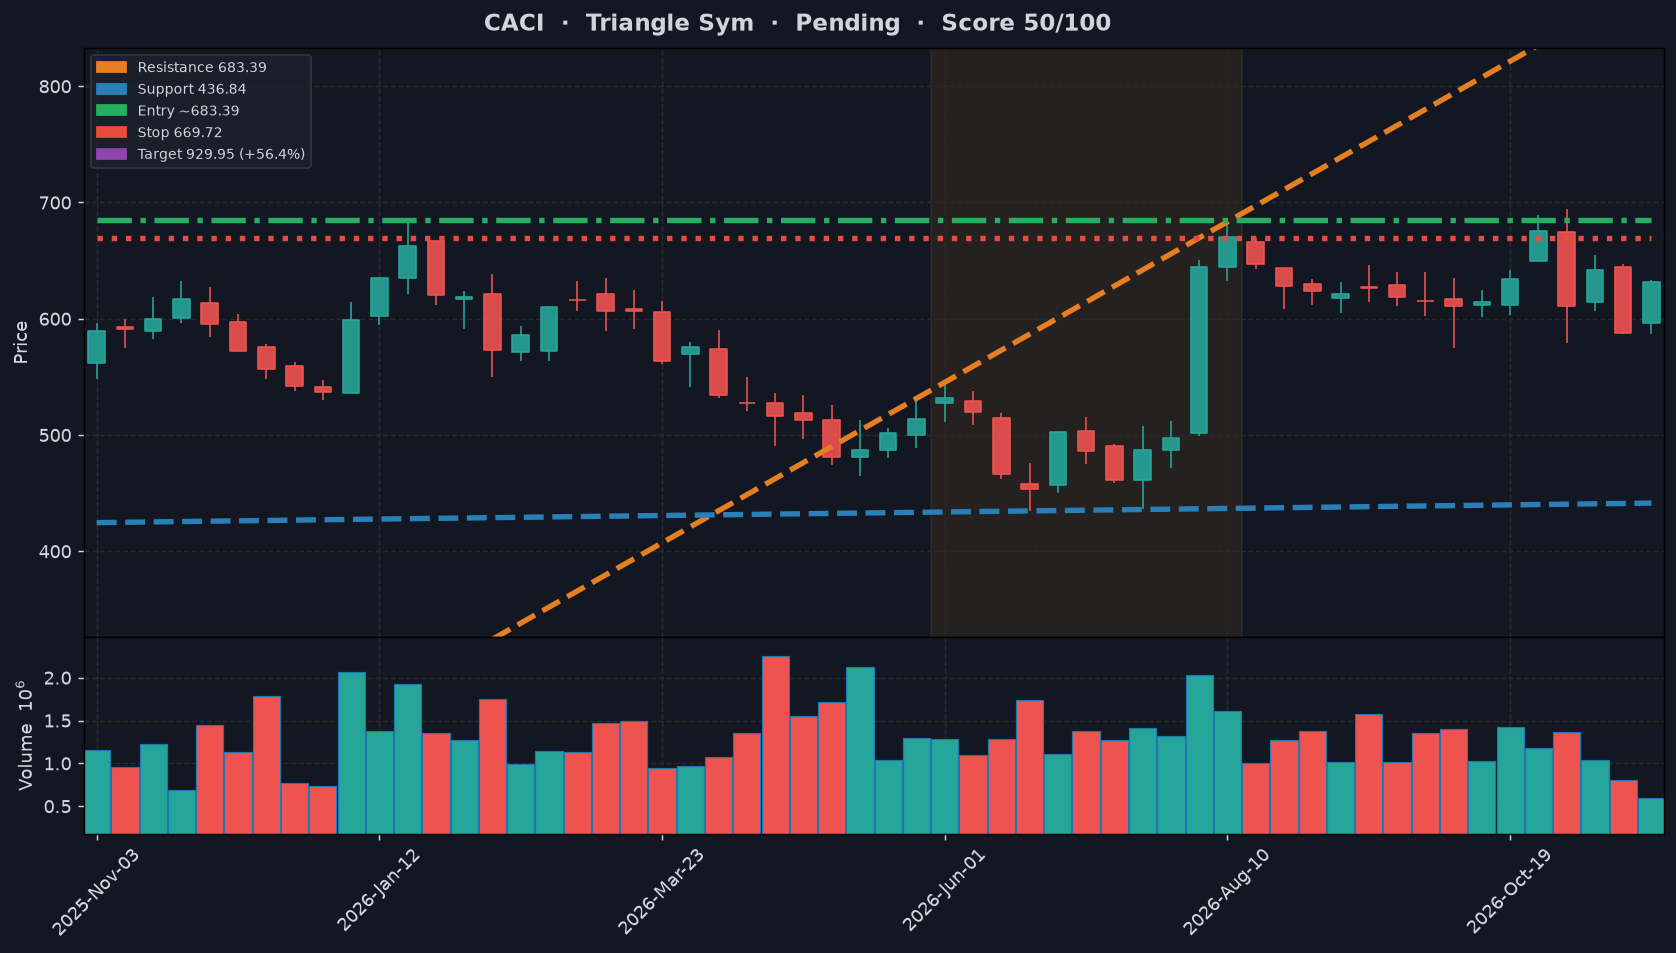 CACI · Triangle Sym · Pending · Score 50/100
Resistance 683.39
Support 436.84
Entry ~683.39
Stop 669.72
Target 929.95 (+56.4%)
800
700
600
500
400
Price
2.0
1.5
1.0
0.5
Volume 10⁶
2025-Nov-03
2026-Jan-12
2026-Mar-23
2026-Jun-01
2026-Aug-10
2026-Oct-19